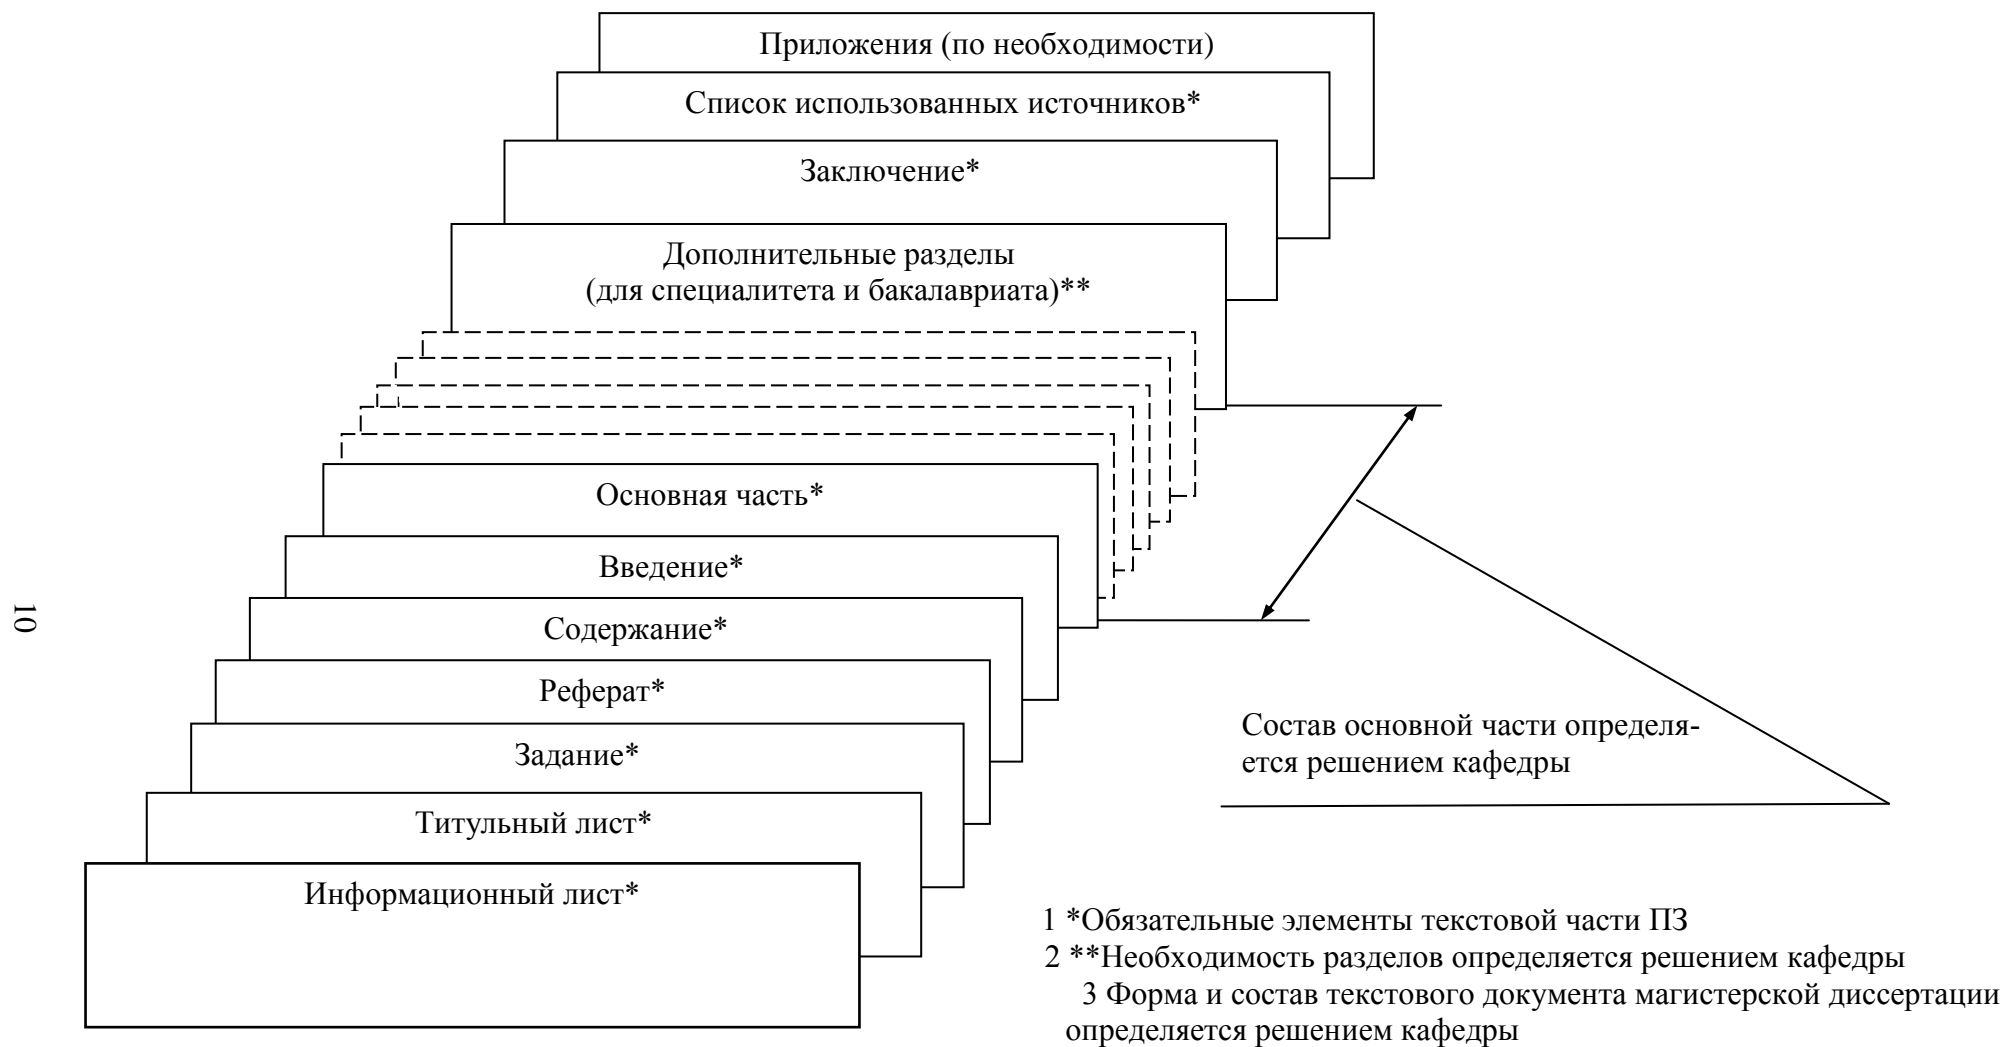 Приложения (по необходимости)
Список использованных источников*
Заключение*
Дополнительные разделы
(для специалитета и бакалавриата)**
Основная часть*
Введение*
Содержание*
Реферат*
Задание*
Титульный лист*
Информационный лист*
Состав основной части определя-
ется решением кафедры
1 *Обязательные элементы текстовой части ПЗ
2 **Необходимость разделов определяется решением кафедры
3 Форма и состав текстового документа магистерской диссертации
определяется решением кафедры
10